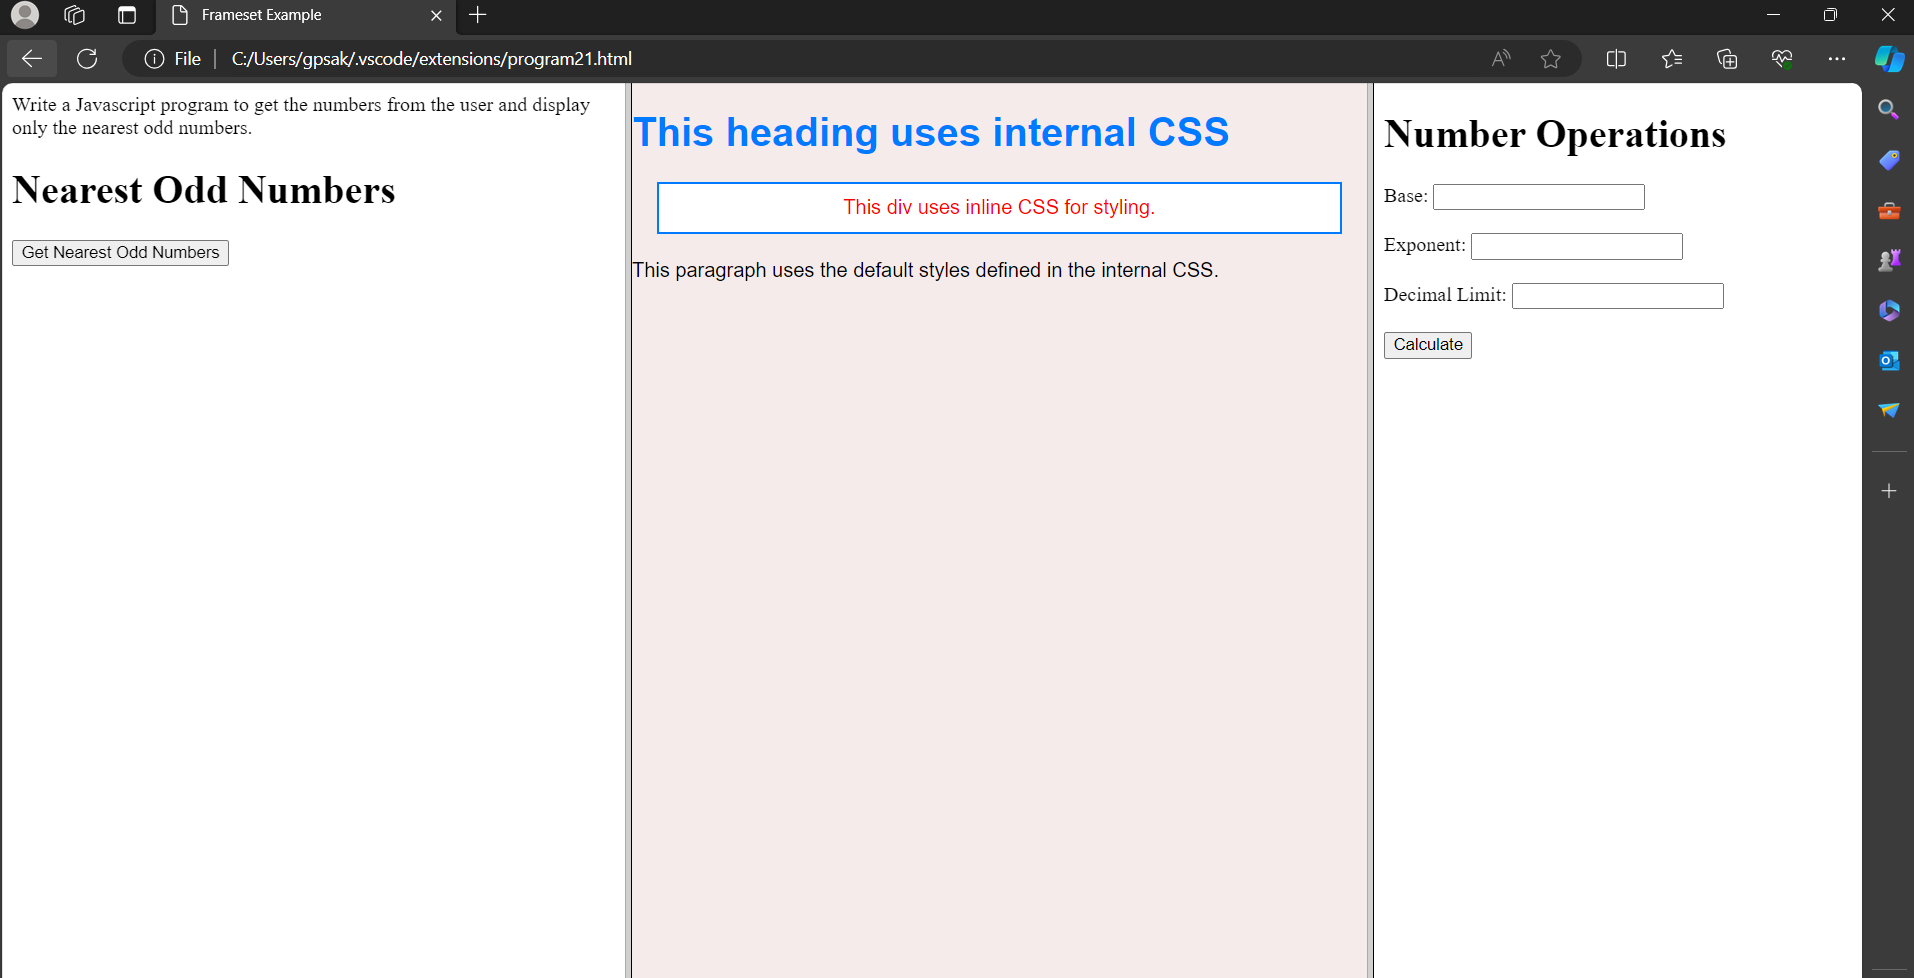 Frameset Example
File
C:/Users/gpsak/.vscode/extensions/program21.html
Write a Javascript program to get the numbers from the user and display
only the nearest odd numbers.
Nearest Odd Numbers
Get Nearest Odd Numbers
This heading uses internal CSS
This div uses inline CSS for styling.
This paragraph uses the default styles defined in the internal CSS.
Number Operations
Base:
Exponent:
Decimal Limit:
Calculate